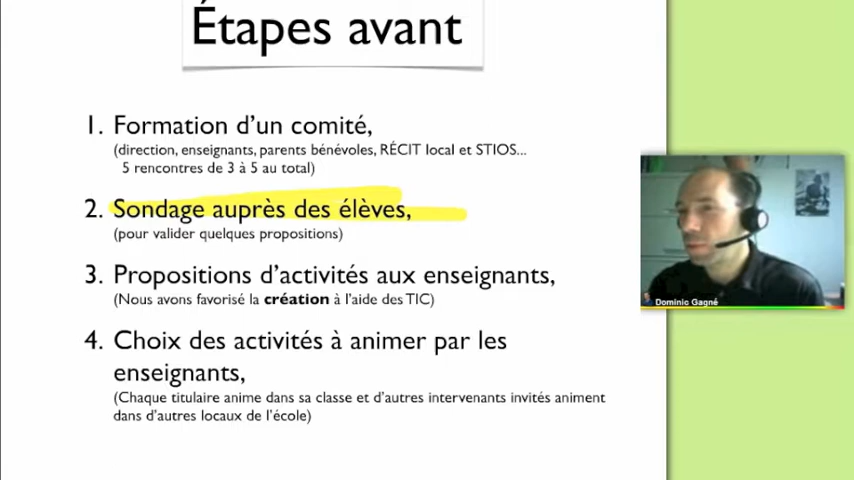 Étapes avant
1. Formation d'un comité,
(direction, enseignants, parents bénévoles, RÉCIT local et STIOS...
5 rencontres de 3 à 5 au total)
2. Sondage auprès des élèves,
(pour valider quelques propositions)
3. Propositions d'activités aux enseignants,
(Nous avons favorisé la création à l'aide des TIC)
4. Choix des activités à animer par les
enseignants,
(Chaque titulaire anime dans sa classe et d'autres intervenants invités animent
dans d'autres locaux de l'école)
Dominic Gagné